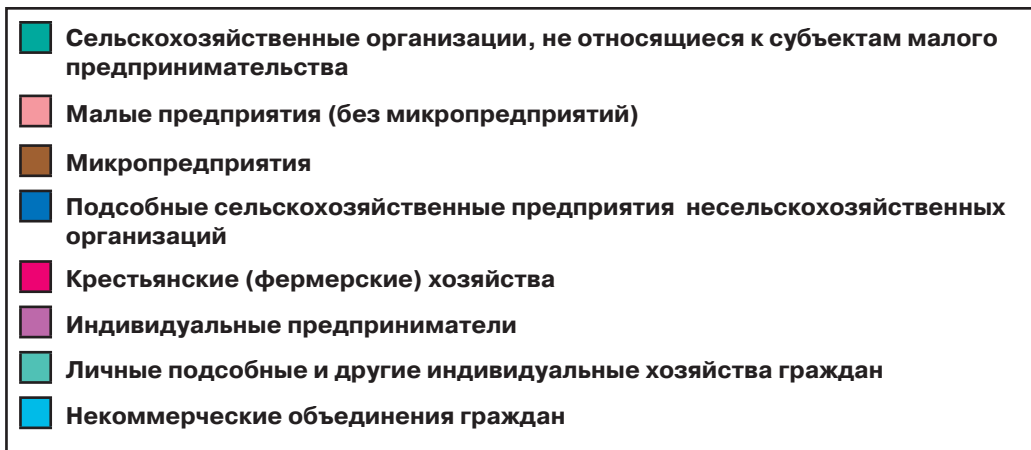 Сельскохозяйственные организации, не относящиеся к субъектам малого
предпринимательства
Малые предприятия (без микропредприятий)
Микропредприятия
Подсобные сельскохозяйственные предприятия несельскохозяйственных
организаций
Крестьянские (фермерские) хозяйства
Индивидуальные предприниматели
Личные подсобные и другие индивидуальные хозяйства граждан
Некоммерческие объединения граждан